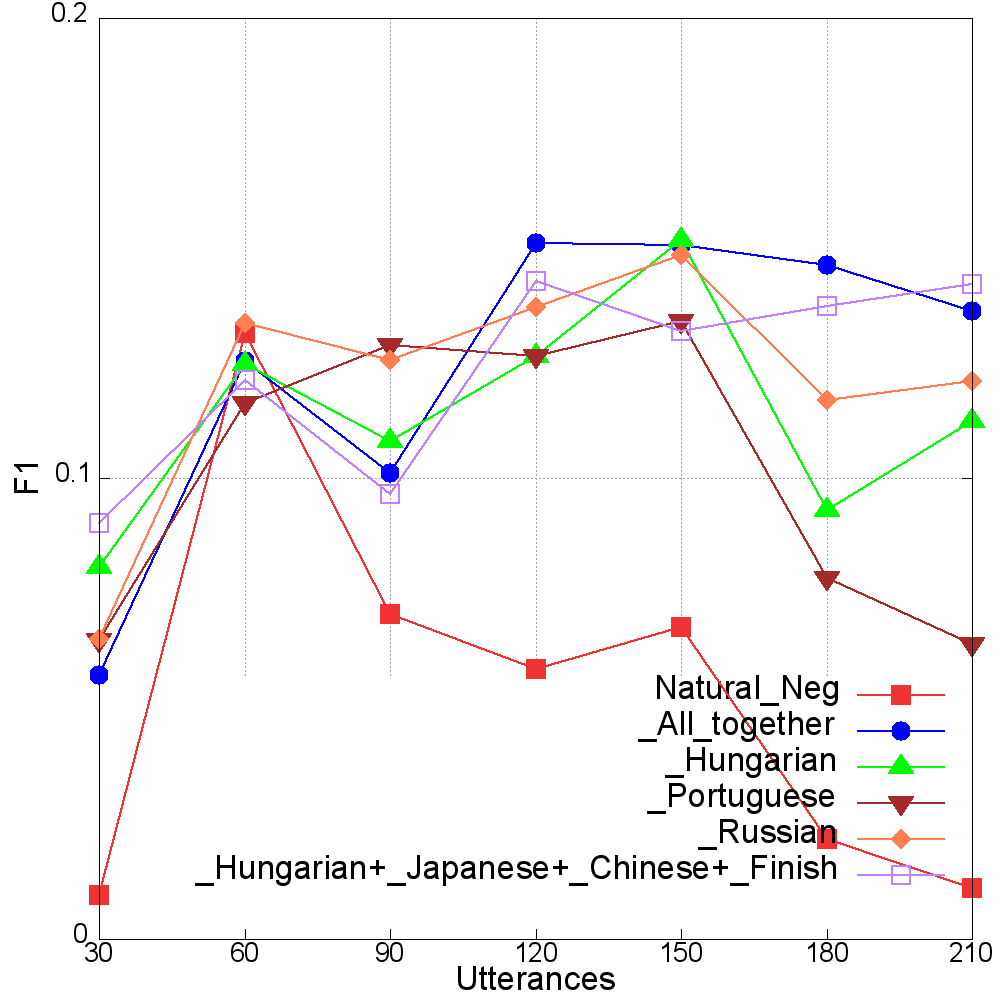 0.2
0.1
0
F1
Natural_Neg
_All_together
_Hungarian
_Portuguese
_Russian
_Hungarian+_Japanese+_Chinese+_Finish
30 60 90 120 150 180 210
Utterances